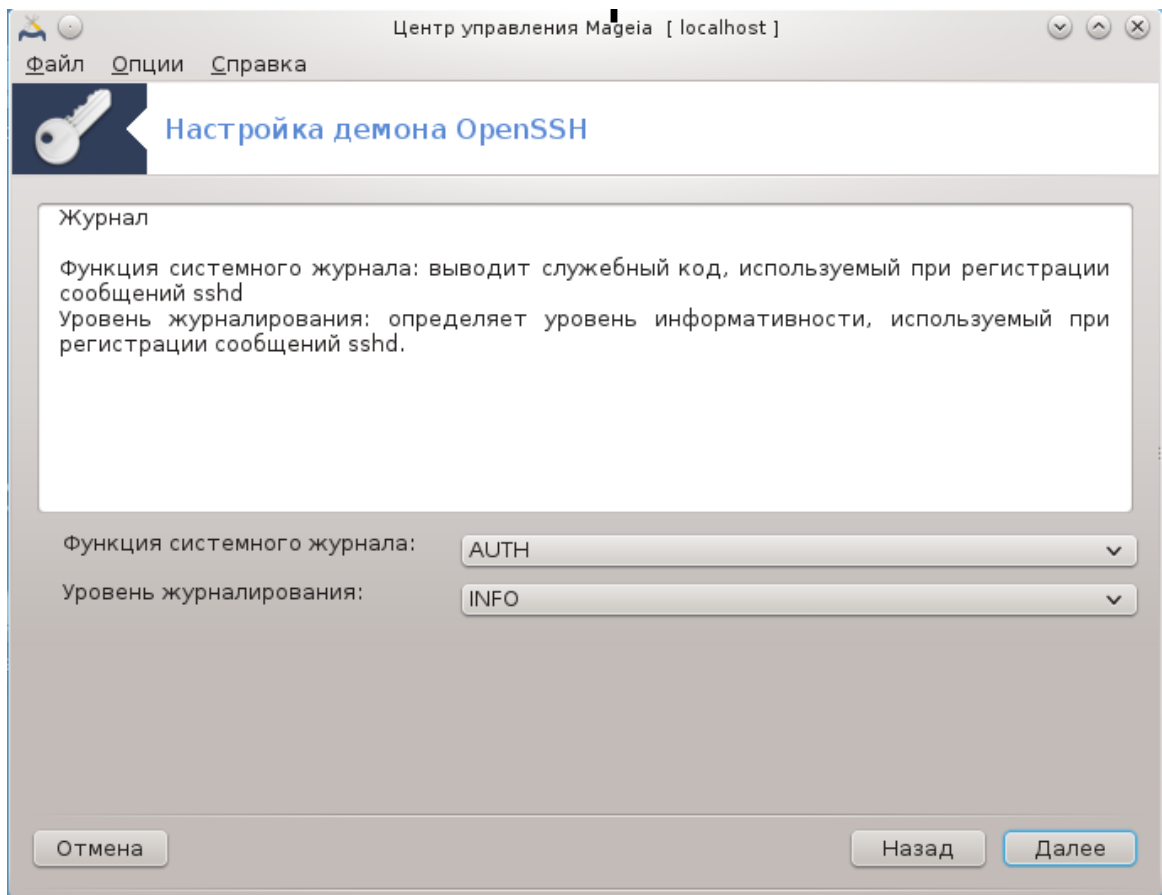 Центр управления Mageia [ localhost ]
Файл Опции Справка
Настройка демона OpenSSH
Журнал
Функция системного журнала: выводит служебный код, используемый при регистрации
сообщений sshd
Уровень журналирования: определяет уровень информативности, используемый при
регистрации сообщений sshd.
Функция системного журнала: AUTH
Уровень журналирования: INFO
Отмена Назад Далее